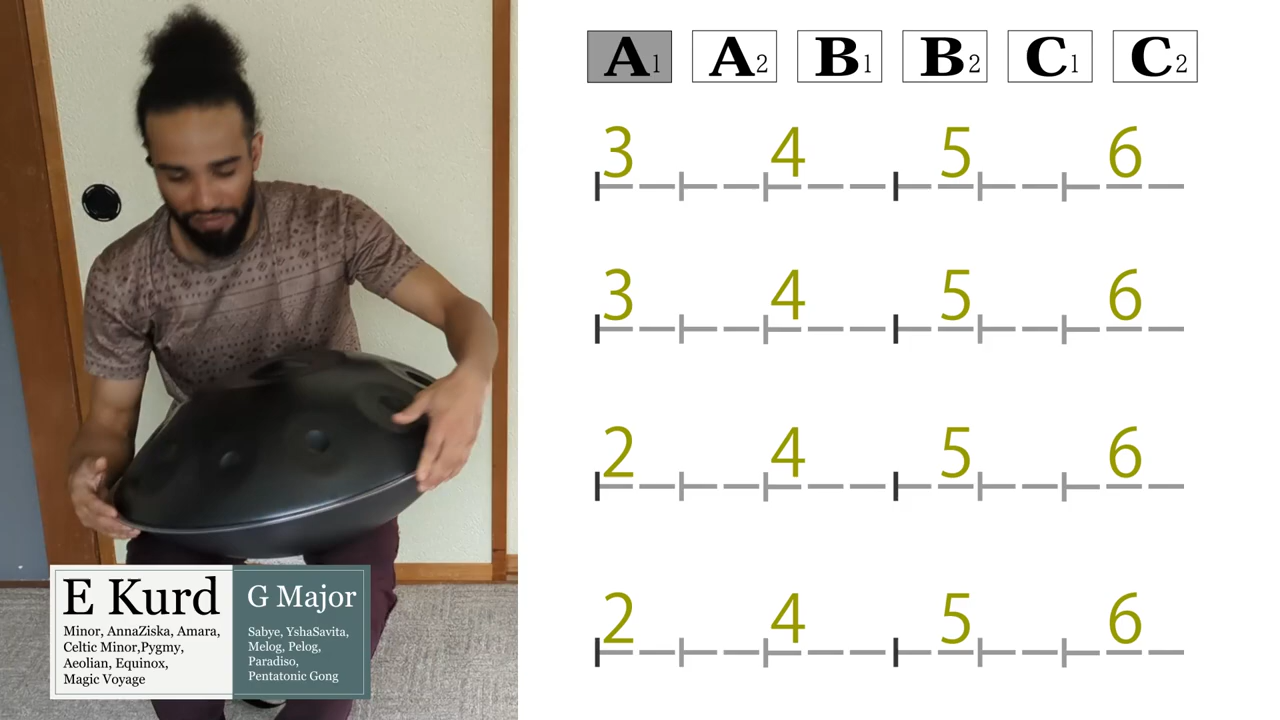 A1 A2 B1 B2 C1 C2
3 4 5 6
3 4 5 6
2 4 5 6
2 4 5 6
E Kurd
Minor, AnnaZiska, Amara,
Celtic Minor,Pygmy,
Aeolian, Equinox,
Magic Voyage
G Major
Sabye, YshaSavita,
Melog, Pelog,
Paradiso,
Pentatonic Gong